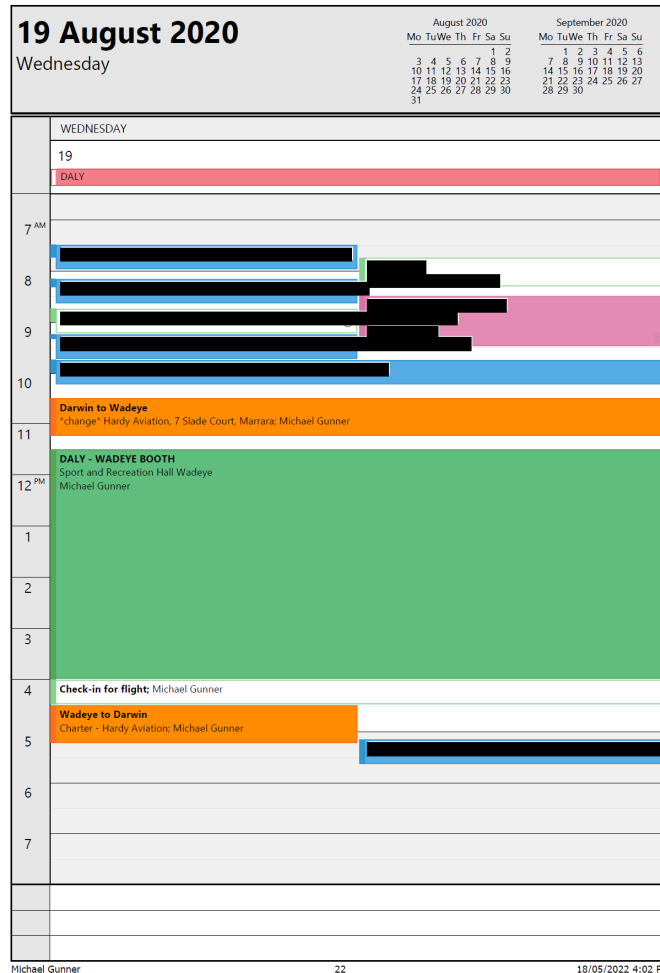 19 August 2020
Wednesday
August 2020
Mo TuWe Th Fr Sa Su
1 2
3 4 5 6 7 8 9
10 11 12 13 14 15 16
17 18 19 20 21 22 23
24 25 26 27 28 29 30
31
September 2020
Mo TuWe Th Fr Sa Su
1 2 3 4 5 6
7 8 9 10 11 12 13
14 15 16 17 18 19 20
21 22 23 24 25 26 27
28 29 30
WEDNESDAY
19
DALY
7 AM
8
9
10
Darwin to Wadeye
*change* Hardy Aviation, 7 Slade Court, Marrara; Michael Gunner
11
DALY - WADEYE BOOTH
Sport and Recreation Hall Wadeye
12 PM
Michael Gunner
1
2
3
4
Check-in for flight; Michael Gunner
Wadeye to Darwin
Charter - Hardy Aviation; Michael Gunner
5
6
7
Michael Gunner
22
18/05/2022 4:02 P